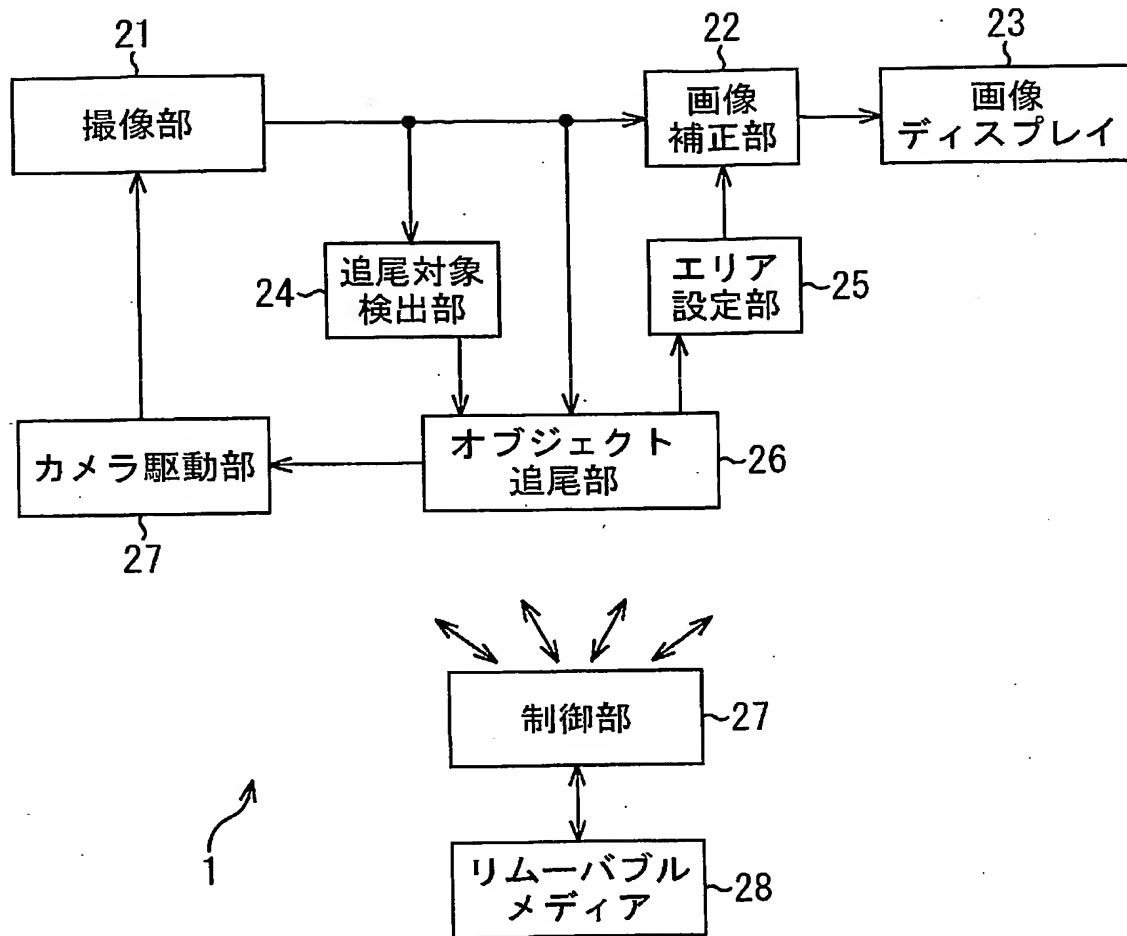 21
撮像部
22
画像
補正部
23
画像
ディスプレイ
24
追尾対象
検出部
エリア
設定部
25
カメラ駆動部
27
オブジェクト
追尾部
26
制御部
27
1
リムーバブル
メディア
28